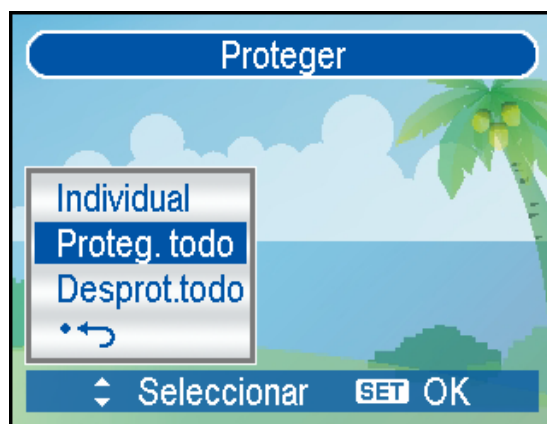 Proteger
Individual
Proteg. todo
Desprot.todo
Seleccionar SET OK